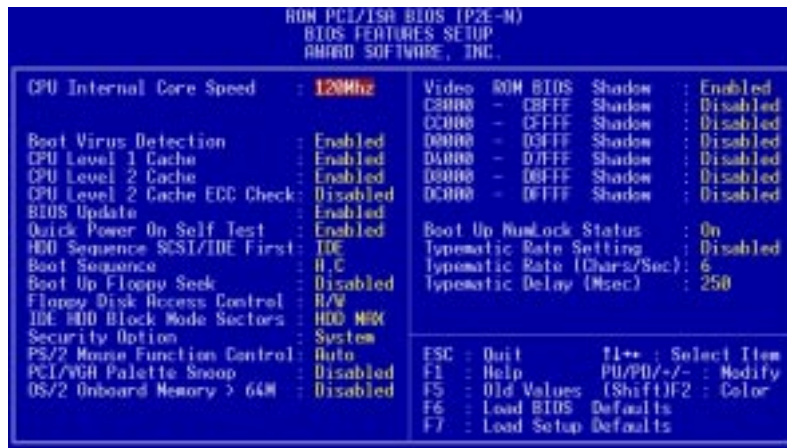 ROM PCI/ISA BIOS (P2E-N)
BIOS FEATURES SETUP
AWARD SOFTWARE, INC.
CPU Internal Core Speed : 120Mhz
Boot Virus Detection : Enabled
CPU Level 1 Cache : Enabled
CPU Level 2 Cache : Enabled
CPU Level 2 Cache ECC Check: Disabled
BIOS Update : Enabled
Quick Power On Self Test : Enabled
HDD Sequence SCSI/IDE First: IDE
Boot Sequence : A,C
Boot Up Floppy Seek : Disabled
Floppy Disk Access Control : R/W
IDE HDD Block Mode Sectors : HDD MAX
Security Option : System
PS/2 Mouse Function Control: Auto
PCI/VGA Palette Snoop : Disabled
OS/2 Onboard Memory > 64M : Disabled
Video ROM BIOS Shadow : Enabled
C8000 - CBFFF Shadow : Disabled
CC000 - CFFFF Shadow : Disabled
D0000 - D3FFF Shadow : Disabled
D4000 - D7FFF Shadow : Disabled
D8000 - DBFFF Shadow : Disabled
DC000 - DFFFF Shadow : Disabled
Boot Up NumLock Status : On
Typematic Rate Setting : Disabled
Typematic Rate (Chars/Sec): 6
Typematic Delay (Msec) : 250
ESC : Quit ↑↓→← : Select Item
F1 : Help PU/PD/+/- : Modify
F5 : Old Values (Shift)F2 : Color
F6 : Load BIOS Defaults
F7 : Load Setup Defaults